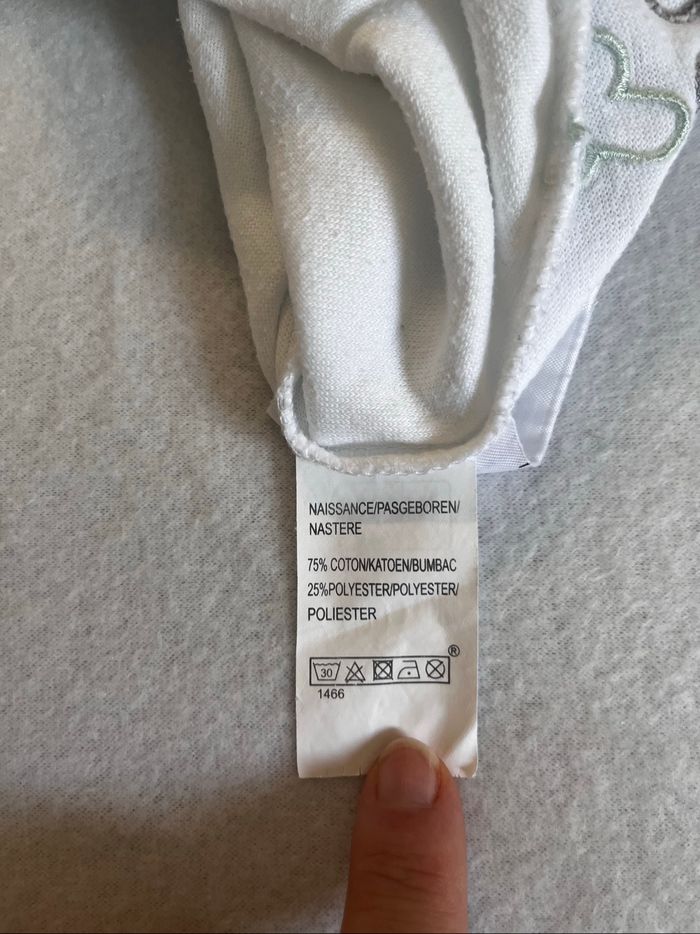 NAISSANCE/PASGEBOREN/
NASTERE
75% COTON/KATOEN/BUMBAC
25%POLYESTER/POLYESTER/
POLIESTER
®
30
1466